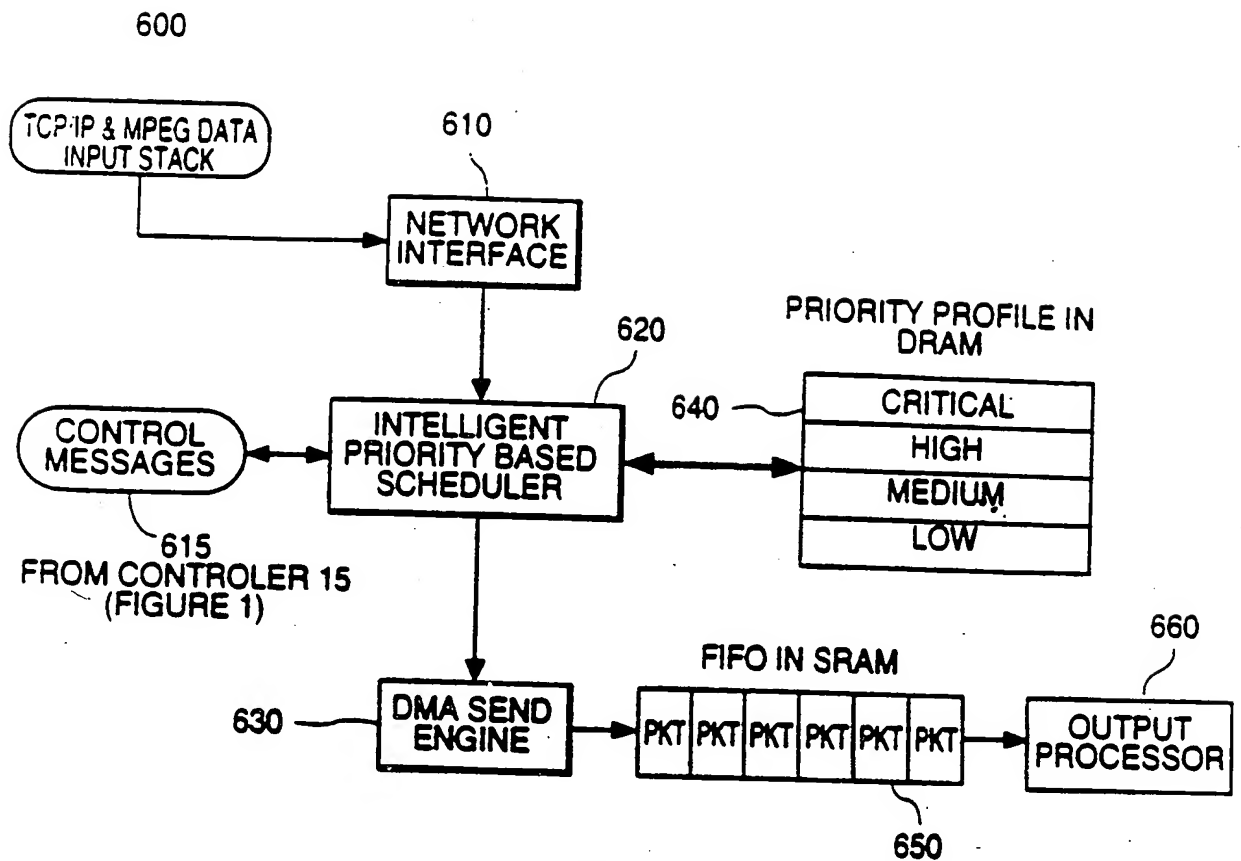 600
TCP/IP & MPEG DATA
INPUT STACK
610
NETWORK
INTERFACE
PRIORITY PROFILE IN
DRAM
620
640
CRITICAL
HIGH
MEDIUM
LOW
CONTROL
MESSAGES
INTELLIGENT
PRIORITY BASED
SCHEDULER
615
FROM CONTROLER 15
(FIGURE 1)
660
FIFO IN SRAM
630
DMA SEND
ENGINE
PKT PKT PKT PKT PKT PKT
OUTPUT
PROCESSOR
650